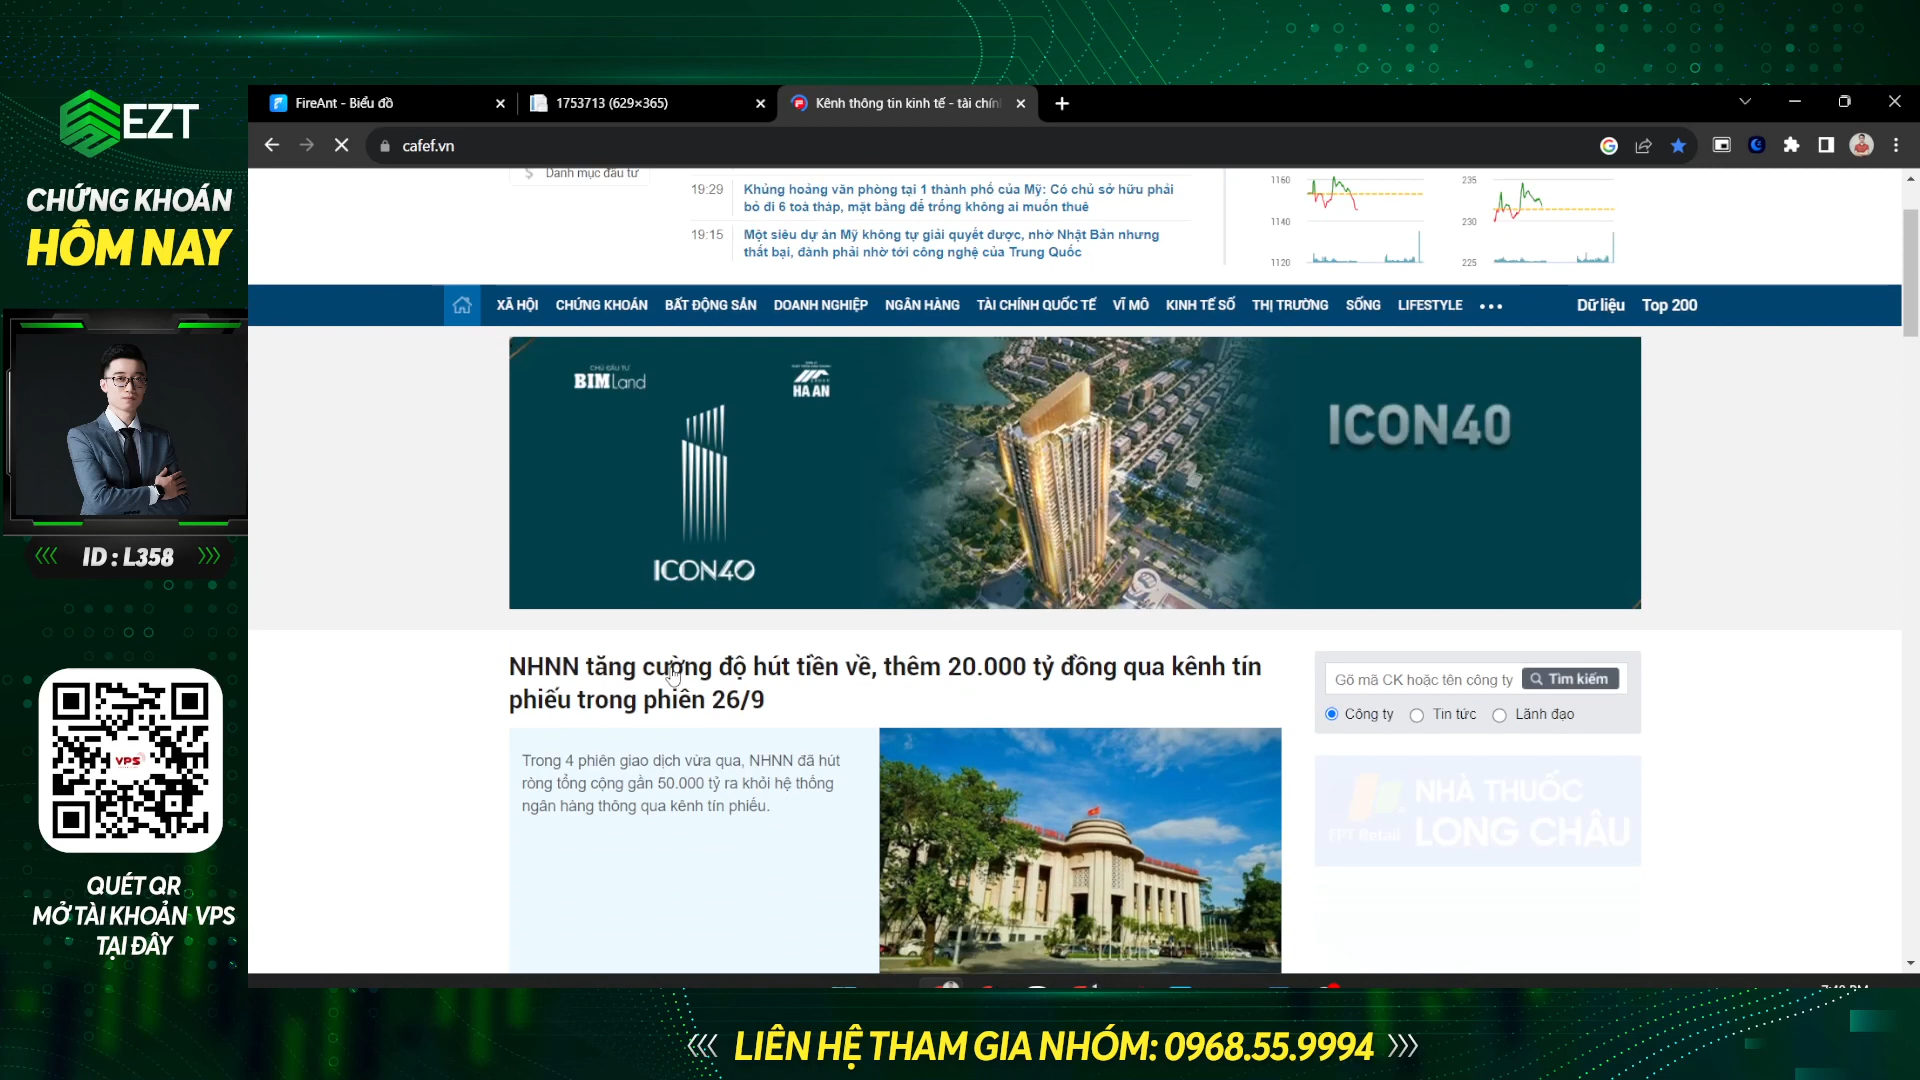 EZT
CHỨNG KHOÁN
HÔM NAY
ID : L358
VPS
QUÉT QR
MỞ TÀI KHOẢN VPS
TẠI ĐÂY
FireAnt - Biểu đồ
1753713 (629×365)
Kênh thông tin kinh tế - tài chín
cafef.vn
Danh mục đầu tư
19:29
Khủng hoảng văn phòng tại 1 thành phố của Mỹ: Có chủ sở hữu phải
bỏ đi 6 toà tháp, mặt bằng để trống không ai muốn thuê
19:15
Một siêu dự án Mỹ không tự giải quyết được, nhờ Nhật Bản nhưng
thất bại, đành phải nhờ tới công nghệ của Trung Quốc
1160
1140
1120
235
230
225
XÃ HỘI CHỨNG KHOÁN BẤT ĐỘNG SẢN DOANH NGHIỆP NGÂN HÀNG TÀI CHÍNH QUỐC TẾ VĨ MÔ KINH TẾ SỐ THỊ TRƯỜNG SỐNG LIFESTYLE Dữ liệu Top 200
CHỦ ĐẦU TƯ
BIM Land
HA AN
ICON40
ICON40
NHNN tăng cường độ hút tiền về, thêm 20.000 tỷ đồng qua kênh tín
phiếu trong phiên 26/9
Trong 4 phiên giao dịch vừa qua, NHNN đã hút
ròng tổng cộng gần 50.000 tỷ ra khỏi hệ thống
ngân hàng thông qua kênh tín phiếu.
Gõ mã CK hoặc tên công ty
Tìm kiếm
Công ty Tin tức Lãnh đạo
FPT Retail
NHÀ THUỐC
LONG CHÂU
LIÊN HỆ THAM GIA NHÓM: 0968.55.9994